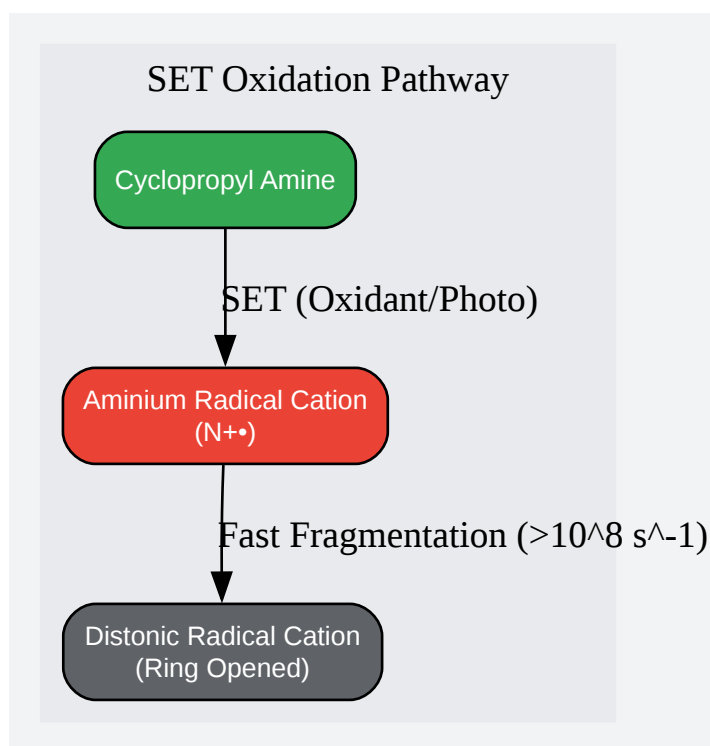 SET Oxidation Pathway
Cyclopropyl Amine
SET (Oxidant/Photo)
Aminium Radical Cation
(N+•)
Fast Fragmentation (>10^8 s^-1)
Distonic Radical Cation
(Ring Opened)